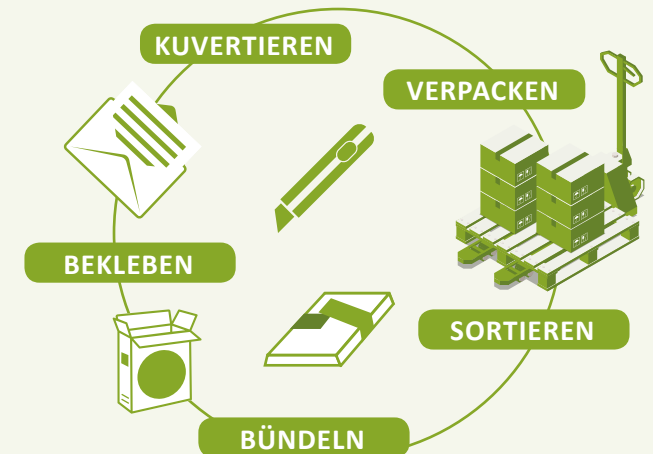 KUVERTIEREN
VERPACKEN
BEKLEBEN
SORTIEREN
BÜNDELN